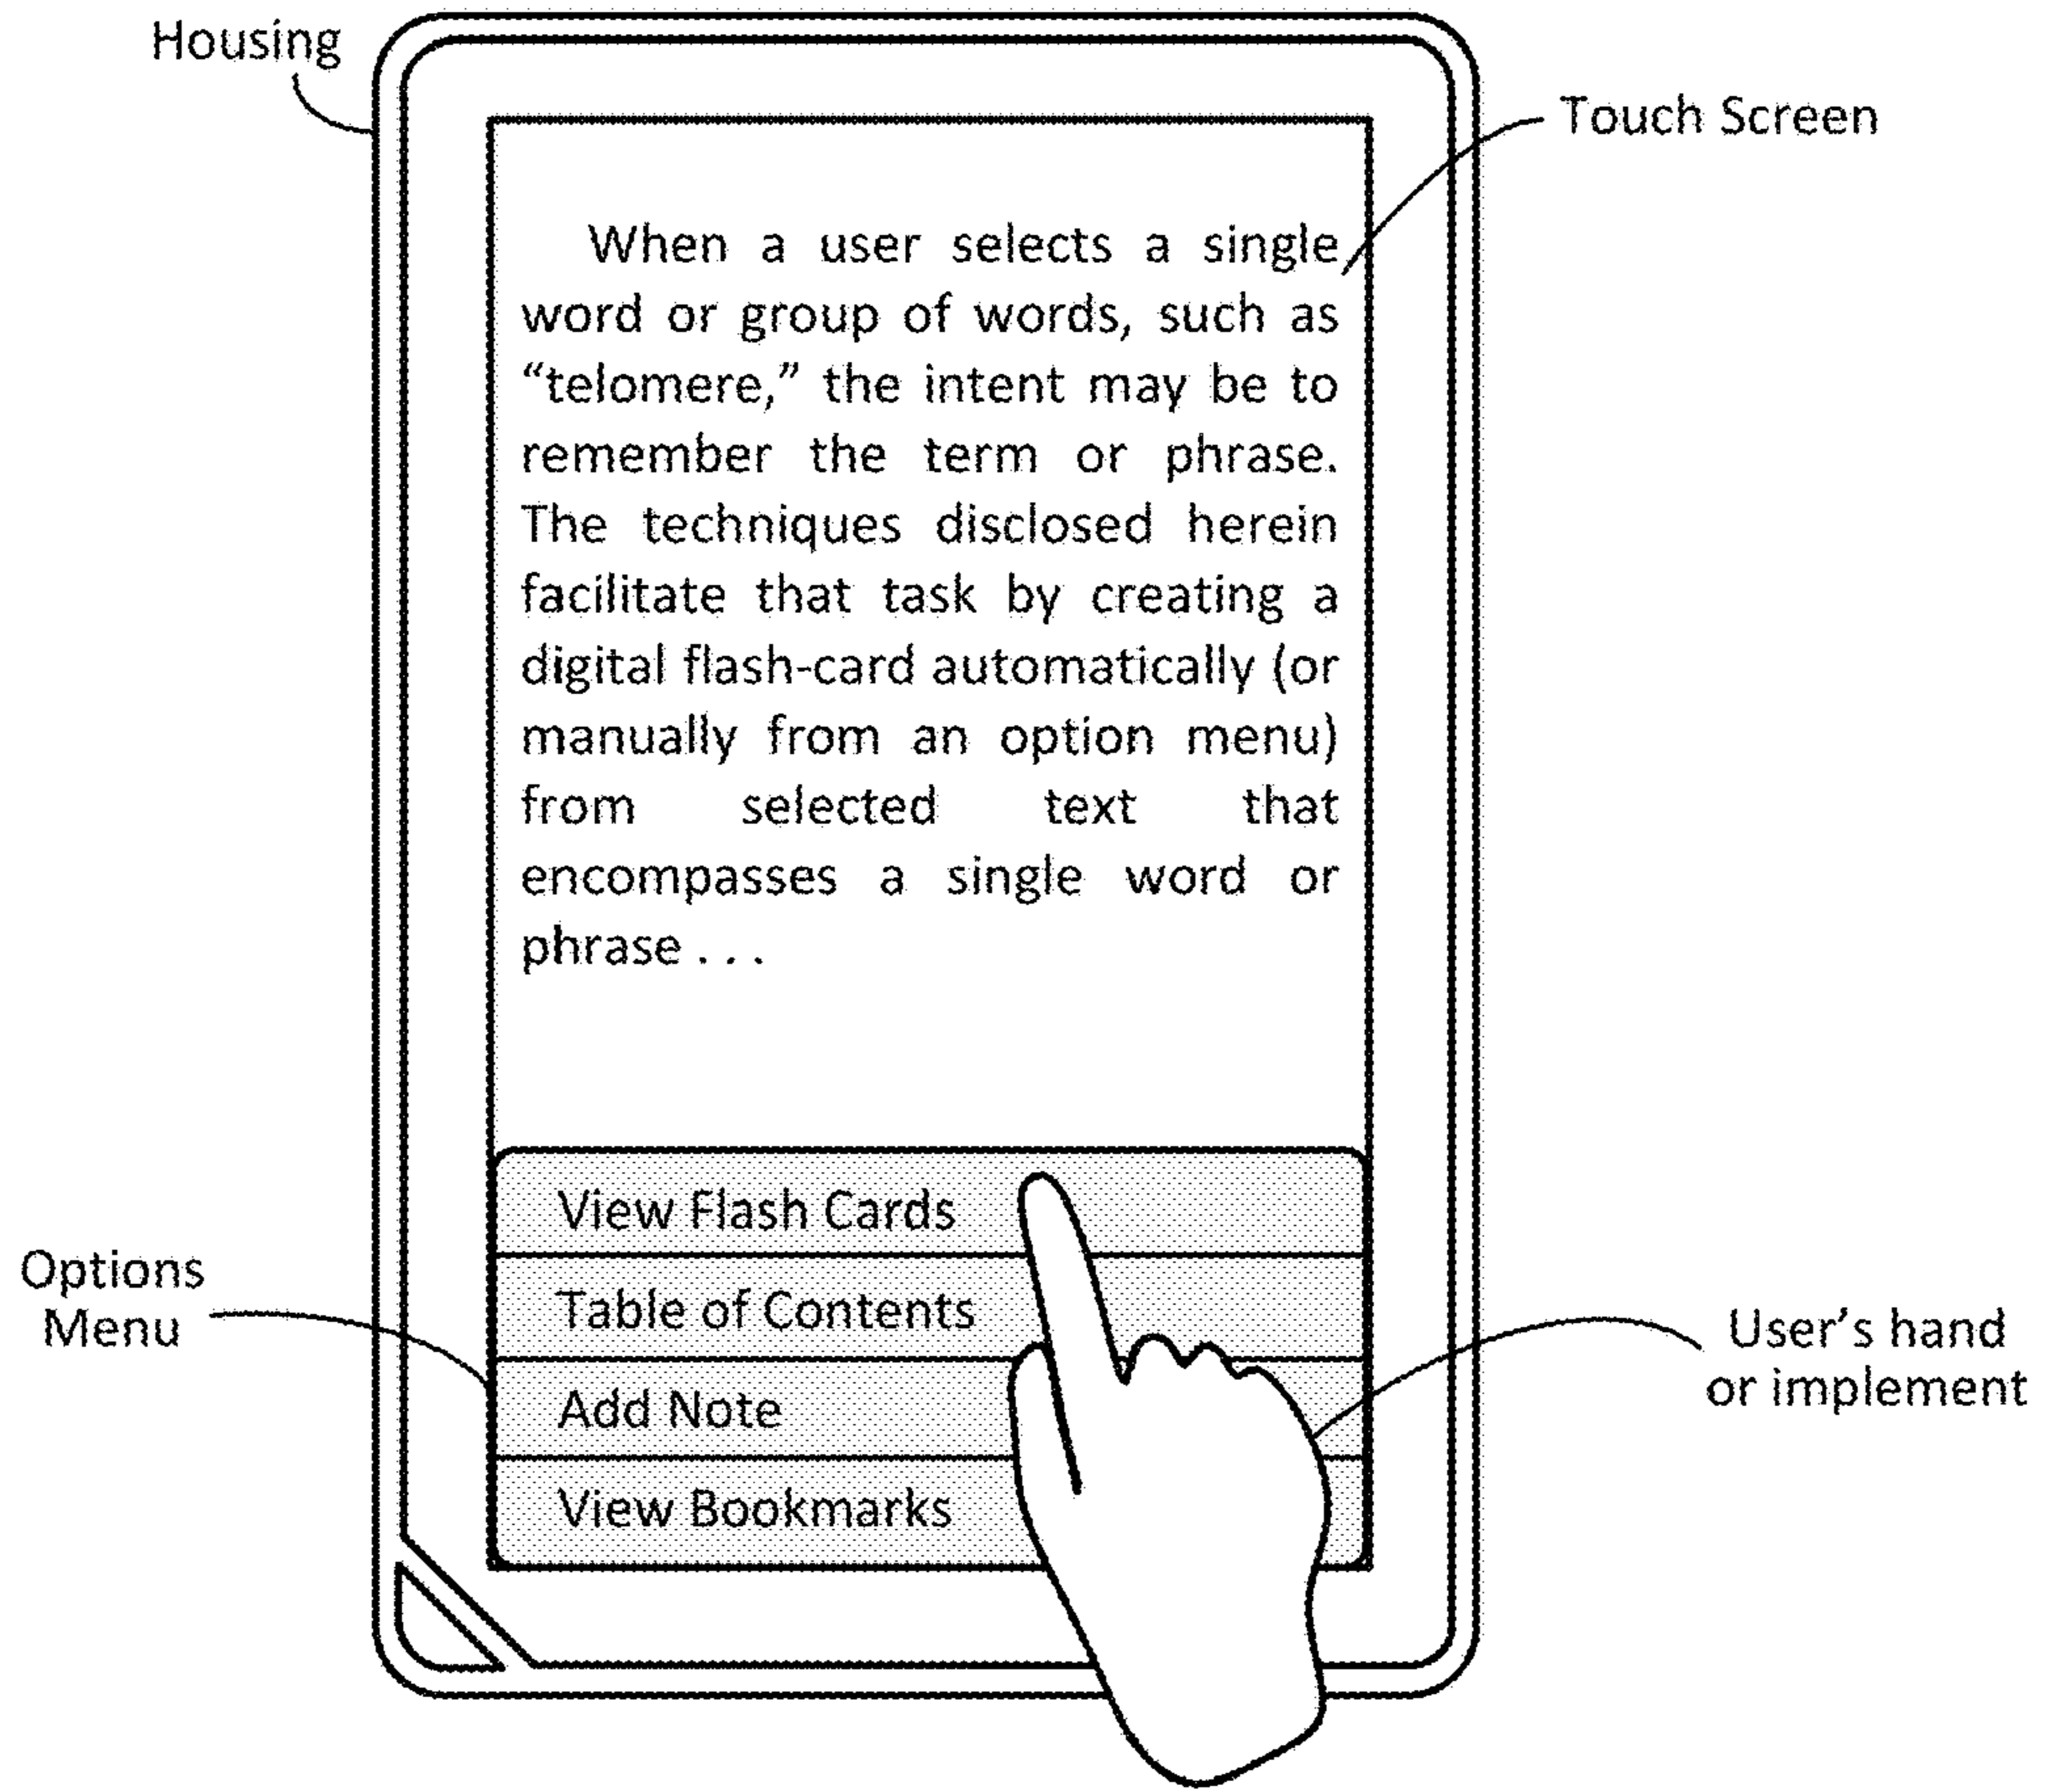 Housing
Touch Screen
When a user selects a single
word or group of words, such as
“telomere,” the intent may be to
remember the term or phrase.
The techniques disclosed herein
facilitate that task by creating a
digital flash-card automatically (or
manually from an option menu)
from selected text that
encompasses a single word or
phrase . . .
View Flash Cards
Table of Contents
Add Note
View Bookmarks
Options
Menu
User’s hand
or implement